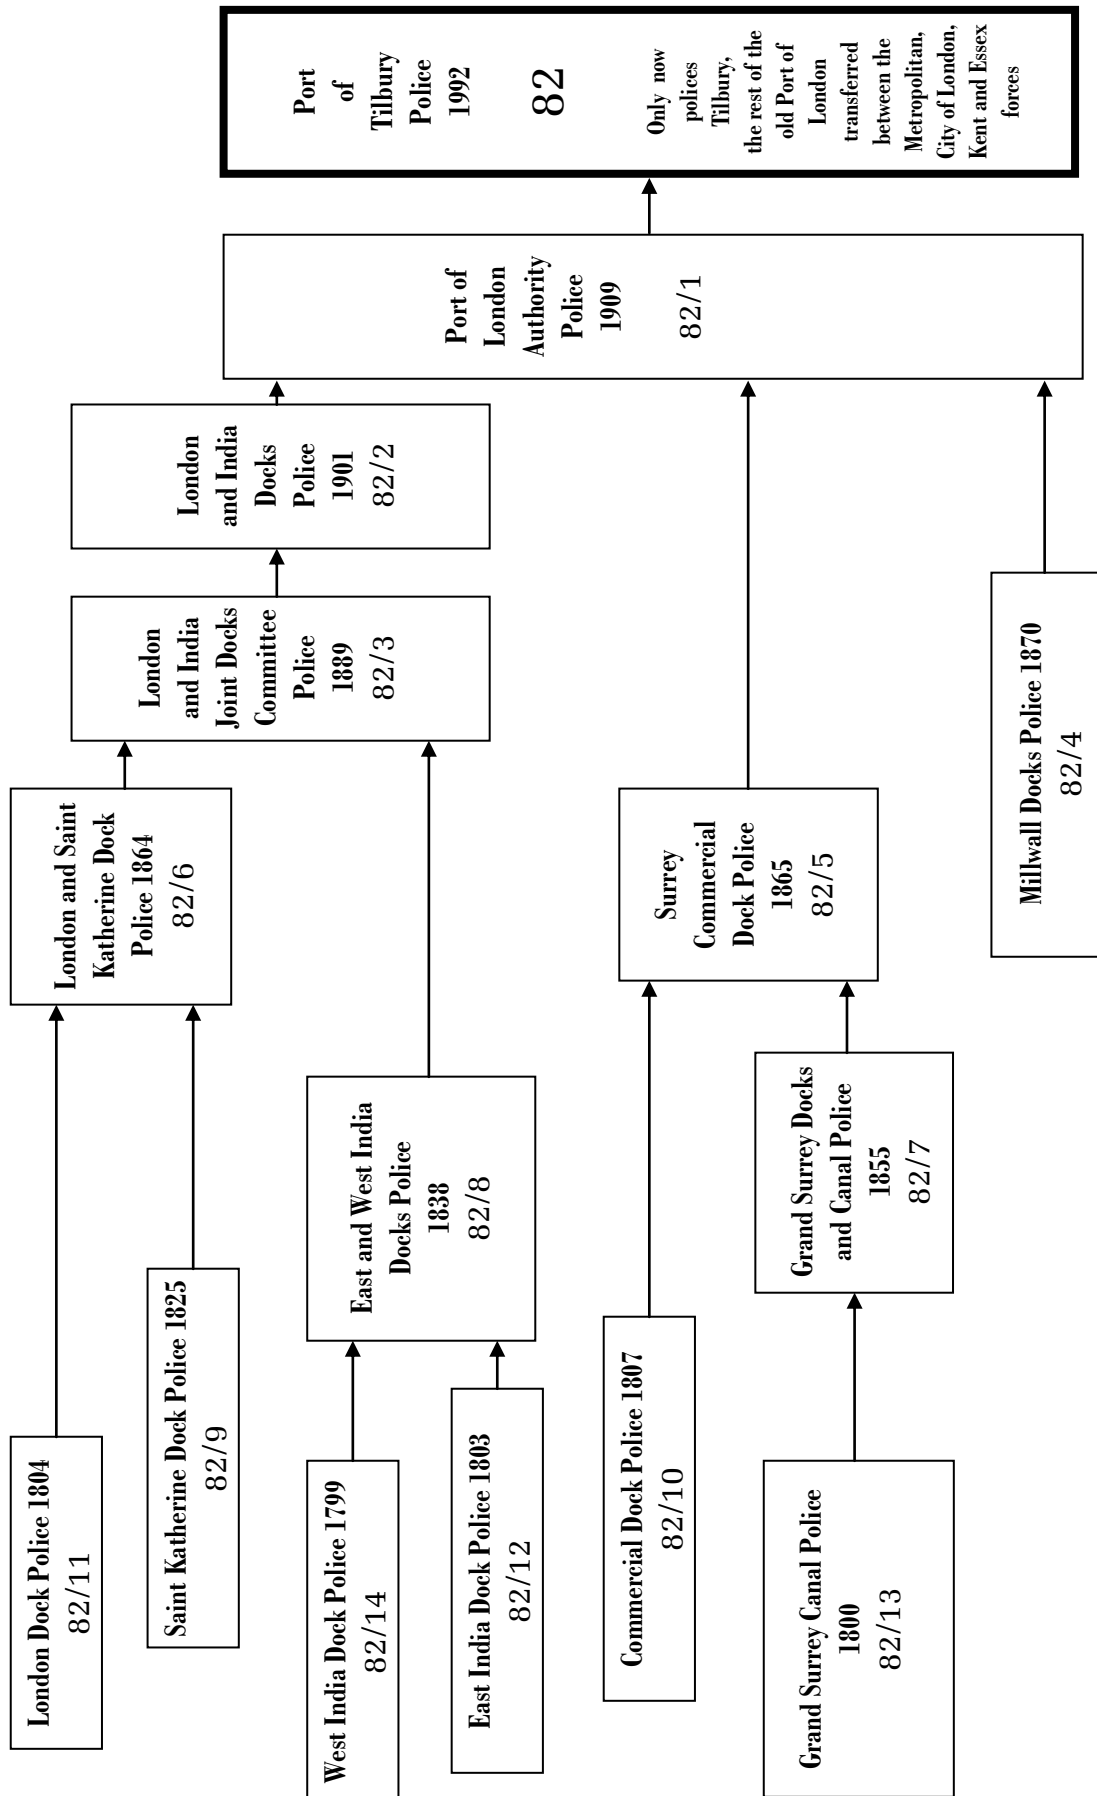 London Dock Police 1804
82/11
Saint Katherine Dock Police 1825
82/9
West India Dock Police 1799
82/14
East India Dock Police 1803
82/12
Commercial Dock Police 1807
82/10
Grand Surrey Canal Police
1800
82/13
London and Saint
Katherine Dock
Police 1864
82/6
East and West India
Docks Police
1838
82/8
Grand Surrey Docks
and Canal Police
1855
82/7
Surrey
Commercial
Dock Police
1865
82/5
Millwall Docks Police 1870
82/4
London
and India
Joint Docks
Committee
Police
1889
82/3
London
and India
Docks
Police
1901
82/2
Port of
London
Authority
Police
1909
82/1
Port
of
Tilbury
Police
1992
82
Only now
polices
Tilbury,
the rest of the
old Port of
London
transferred
between the
Metropolitan,
City of London,
Kent and Essex
forces